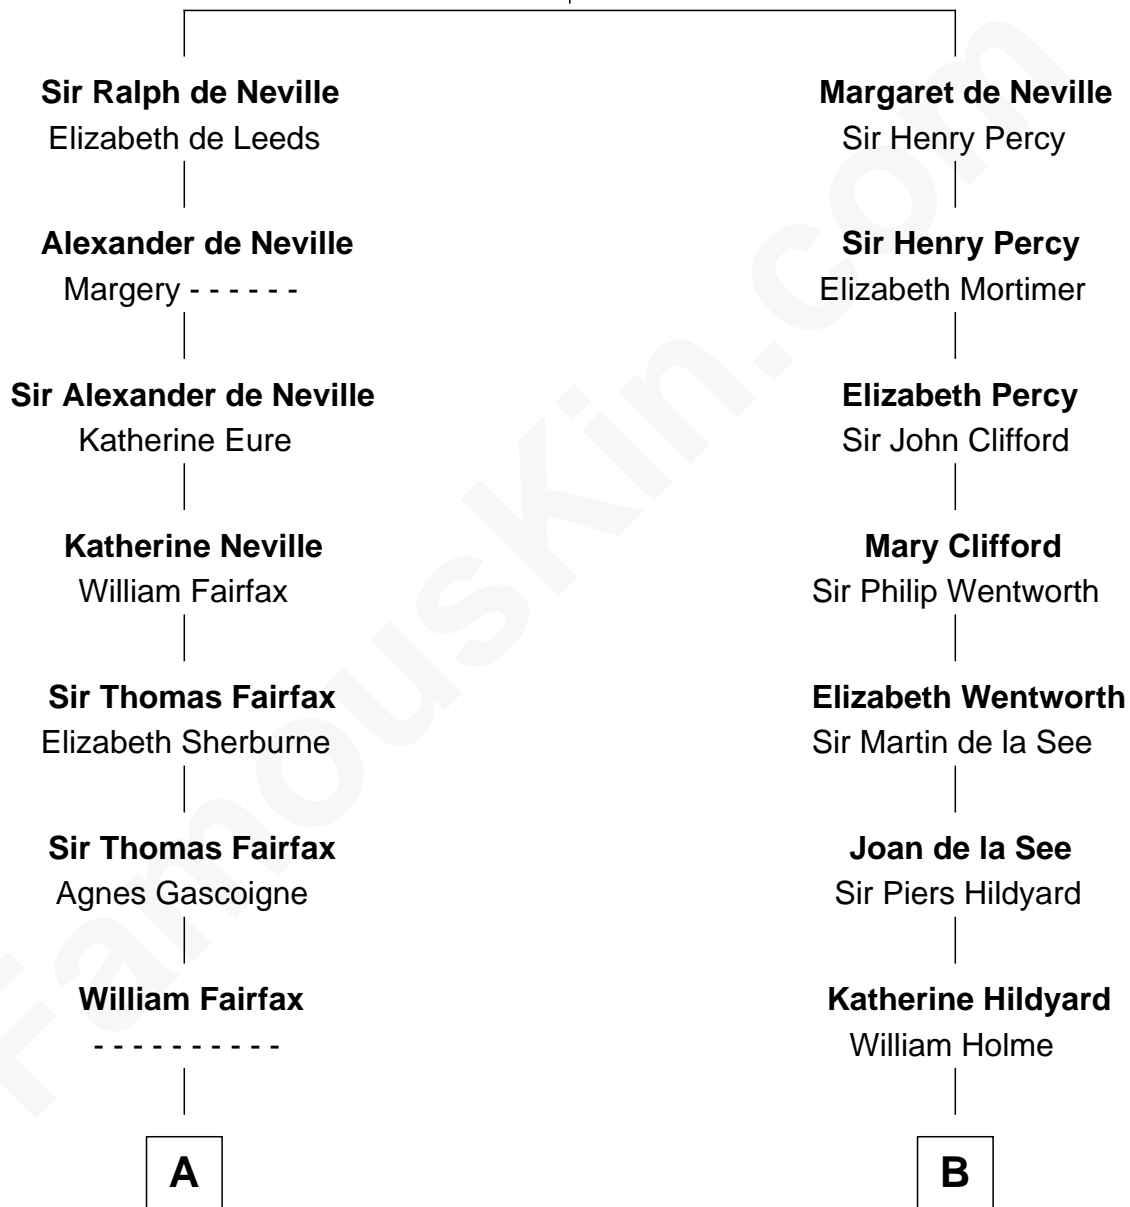 Sir Ralph de Neville
Elizabeth de Leeds
Alexander de Neville
Margery - - - - - -
Sir Alexander de Neville
Katherine Eure
Katherine Neville
William Fairfax
Sir Thomas Fairfax
Elizabeth Sherburne
Sir Thomas Fairfax
Agnes Gascoigne
William Fairfax
- - - - - - - - - -
A
Margaret de Neville
Sir Henry Percy
Sir Henry Percy
Elizabeth Mortimer
Elizabeth Percy
Sir John Clifford
Mary Clifford
Sir Philip Wentworth
Elizabeth Wentworth
Sir Martin de la See
Joan de la See
Sir Piers Hildyard
Katherine Hildyard
William Holme
B
FamousKin.com